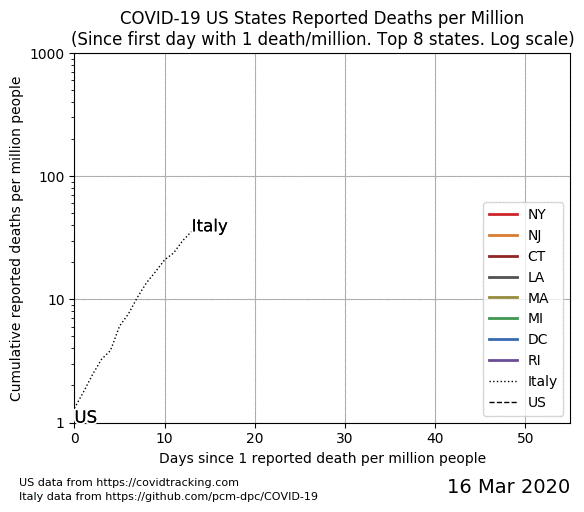 COVID-19 US States Reported Deaths per Million
(Since first day with 1 death/million. Top 8 states. Log scale)
Cumulative reported deaths per million people
1000
100
10
1
Italy
US
NY
NJ
CT
LA
MA
MI
DC
RI
Italy
US
0
10
20
30
40
50
Days since 1 reported death per million people
US data from https://covidtracking.com
Italy data from https://github.com/pcm-dpc/COVID-19
16 Mar 2020